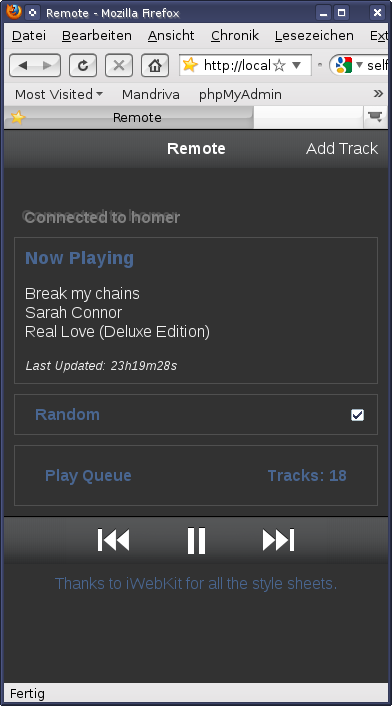 Remote - Mozilla Firefox
Datei Bearbeiten Ansicht Chronik Lesezeichen Ext
http://local self
Most Visited Mandriva phpMyAdmin »
Remote
Remote Add Track
Connected to homer
Now Playing
Break my chains
Sarah Connor
Real Love (Deluxe Edition)
Last Updated: 23h19m28s
Random
Play Queue Tracks: 18
Thanks to iWebKit for all the style sheets.
Fertig